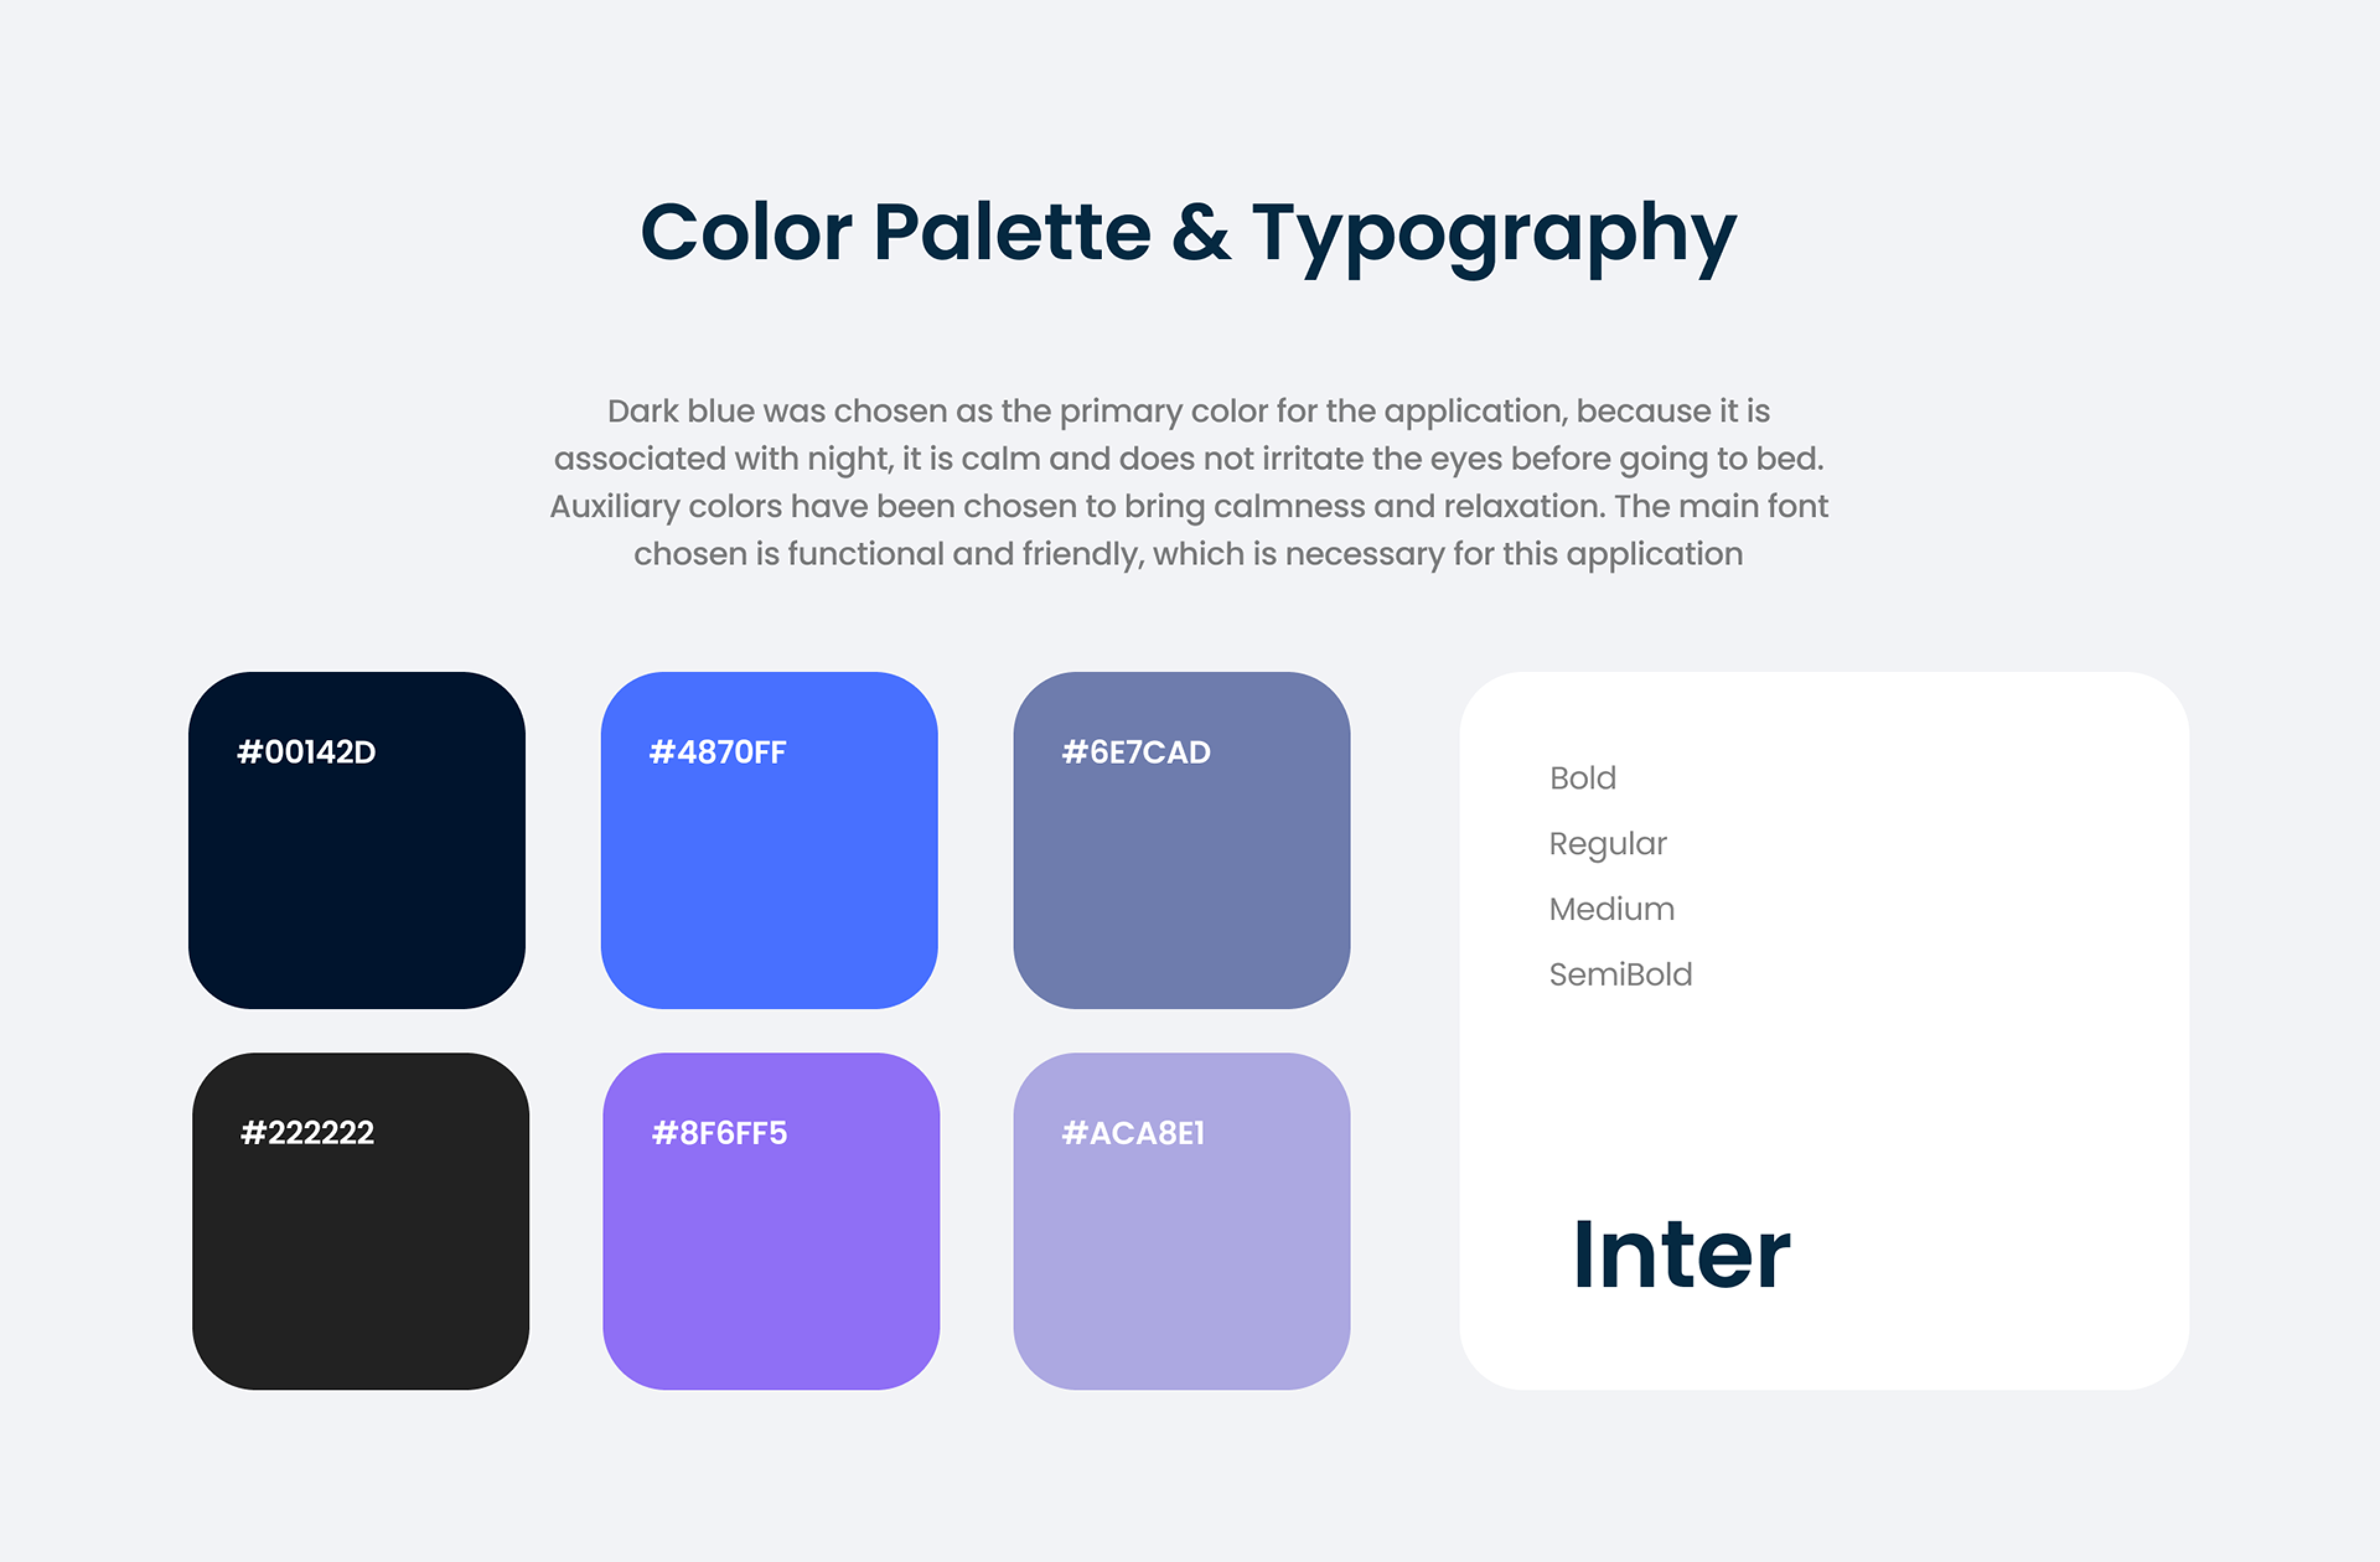 Color Palette & Typography
Dark blue was chosen as the primary color for the application, because it is
associated with night, it is calm and does not irritate the eyes before going to bed.
Auxiliary colors have been chosen to bring calmness and relaxation. The main font
chosen is functional and friendly, which is necessary for this application
#00142D
#4870FF
#6E7CAD
#222222
#8F6FF5
#ACA8E1
Bold
Regular
Medium
SemiBold
Inter